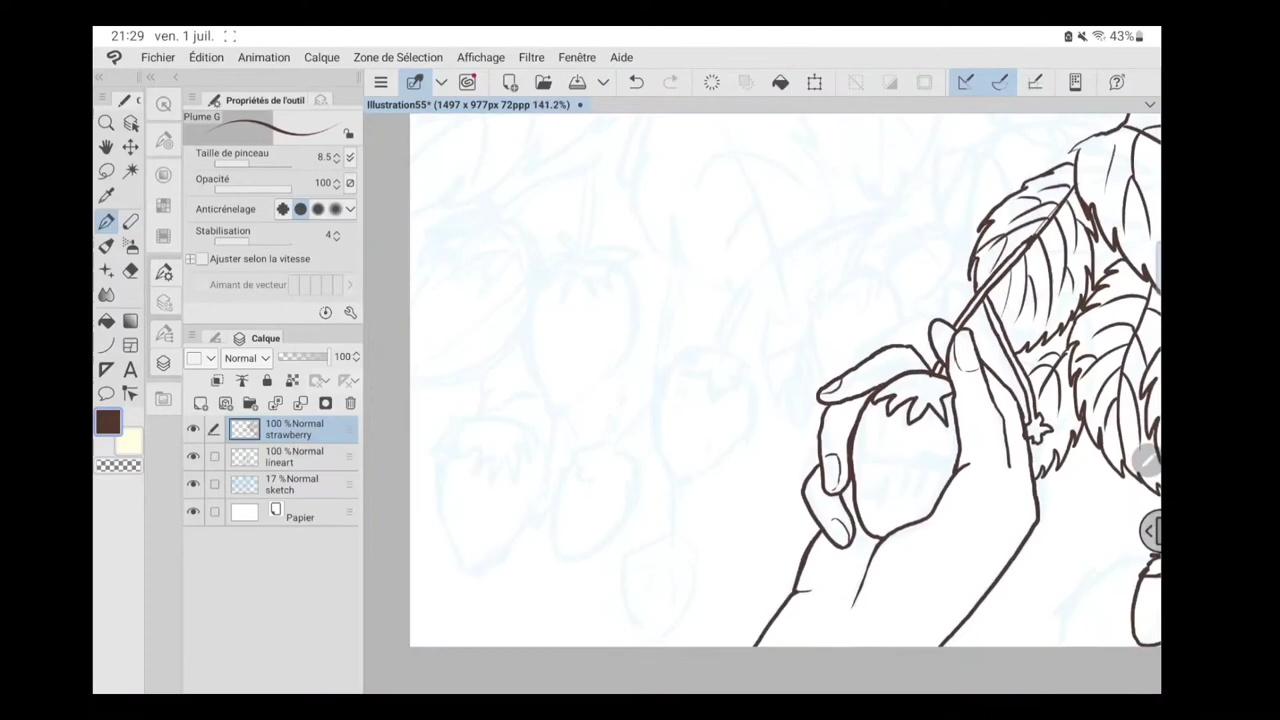 21:29 ven. 1 juil. 43%
Fichier Édition Animation Calque Zone de Sélection Affichage Filtre Fenêtre Aide
Illustration55* (1497 x 977px 72ppp 141.2%)
Propriétés de l'outil
Plume G
Taille de pinceau 8.5
Opacité 100
Anticrénelage
Stabilisation 4
Ajuster selon la vitesse
Aimant de vecteur
Calque
Normal 100
100 %Normal
strawberry
100 %Normal
lineart
17 %Normal
sketch
Papier